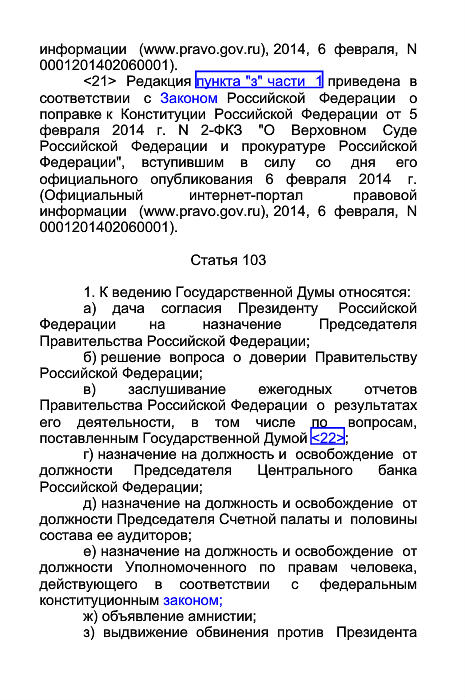 информации (www.pravo.gov.ru), 2014, 6 февраля, N
0001201402060001).
<21> Редакция пункта "з" части 1 приведена в
соответствии с Законом Российской Федерации о
поправке к Конституции Российской Федерации от 5
февраля 2014 г. N 2-ФКЗ "О Верховном Суде
Российской Федерации и прокуратуре Российской
Федерации", вступившим в силу со дня его
официального опубликования 6 февраля 2014 г.
(Официальный интернет-портал правовой
информации (www.pravo.gov.ru), 2014, 6 февраля, N
0001201402060001).
Статья 103
1. К ведению Государственной Думы относятся:
а) дача согласия Президенту Российской
Федерации на назначение Председателя
Правительства Российской Федерации;
б) решение вопроса о доверии Правительству
Российской Федерации;
в) заслушивание ежегодных отчетов
Правительства Российской Федерации о результатах
его деятельности, в том числе по вопросам,
поставленным Государственной Думой <22>;
г) назначение на должность и освобождение от
должности Председателя Центрального банка
Российской Федерации;
д) назначение на должность и освобождение от
должности Председателя Счетной палаты и половины
состава ее аудиторов;
е) назначение на должность и освобождение от
должности Уполномоченного по правам человека,
действующего в соответствии с федеральным
конституционным законом;
ж) объявление амнистии;
з) выдвижение обвинения против Президента